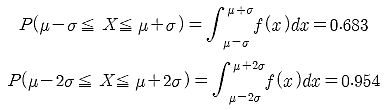 P(μ−σ≦ X≦ μ+σ)=∫_{μ−σ}^{μ+σ} f(x)dx=0.683
P(μ−2σ≦ X≦ μ+2σ)=∫_{μ−2σ}^{μ+2σ} f(x)dx=0.954